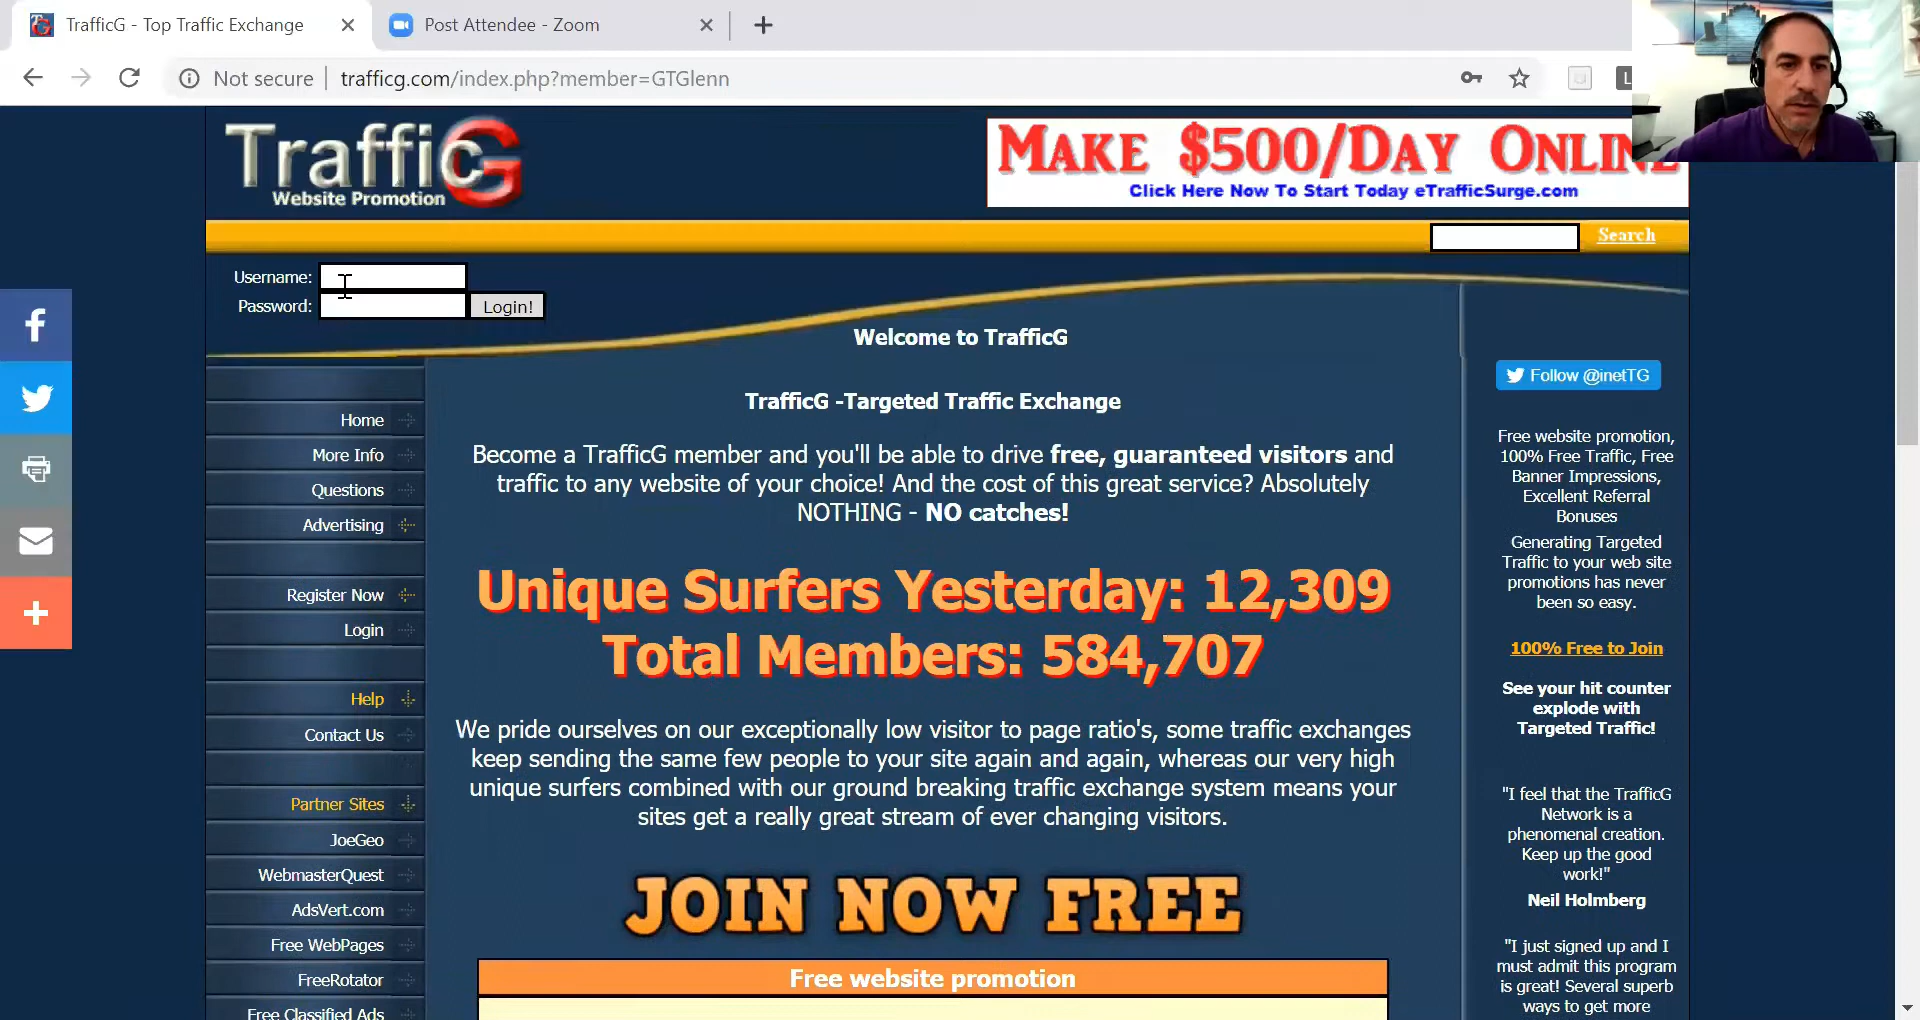 TrafficG - Top Traffic Exchange
Post Attendee - Zoom
Not secure
trafficg.com/index.php?member=GTGlenn
TrafficG
Website Promotion
MAKE $500/DAY ONLINE
Click Here Now To Start Today eTrafficSurge.com
Search
Username:
Password:
Login!
Welcome to TrafficG
Follow @inetTG
TrafficG -Targeted Traffic Exchange
Become a TrafficG member and you'll be able to drive free, guaranteed visitors and
traffic to any website of your choice! And the cost of this great service? Absolutely
NOTHING - NO catches!
Unique Surfers Yesterday: 12,309
Total Members: 584,707
We pride ourselves on our exceptionally low visitor to page ratio's, some traffic exchanges
keep sending the same few people to your site again and again, whereas our very high
unique surfers combined with our ground breaking traffic exchange system means your
sites get a really great stream of ever changing visitors.
JOIN NOW FREE
Free website promotion
Home
More Info
Questions
Advertising
Register Now
Login
Help
Contact Us
Partner Sites
JoeGeo
WebmasterQuest
AdsVert.com
Free WebPages
FreeRotator
Free Classified Ads
Free website promotion,
100% Free Traffic, Free
Banner Impressions,
Excellent Referral
Bonuses
Generating Targeted
Traffic to your web site
promotions has never
been so easy.
100% Free to Join
See your hit counter
explode with
Targeted Traffic!
"I feel that the TrafficG
Network is a
phenomenal creation.
Keep up the good
work!"
Neil Holmberg
"I just signed up and I
must admit this program
is great! Several superb
ways to get more